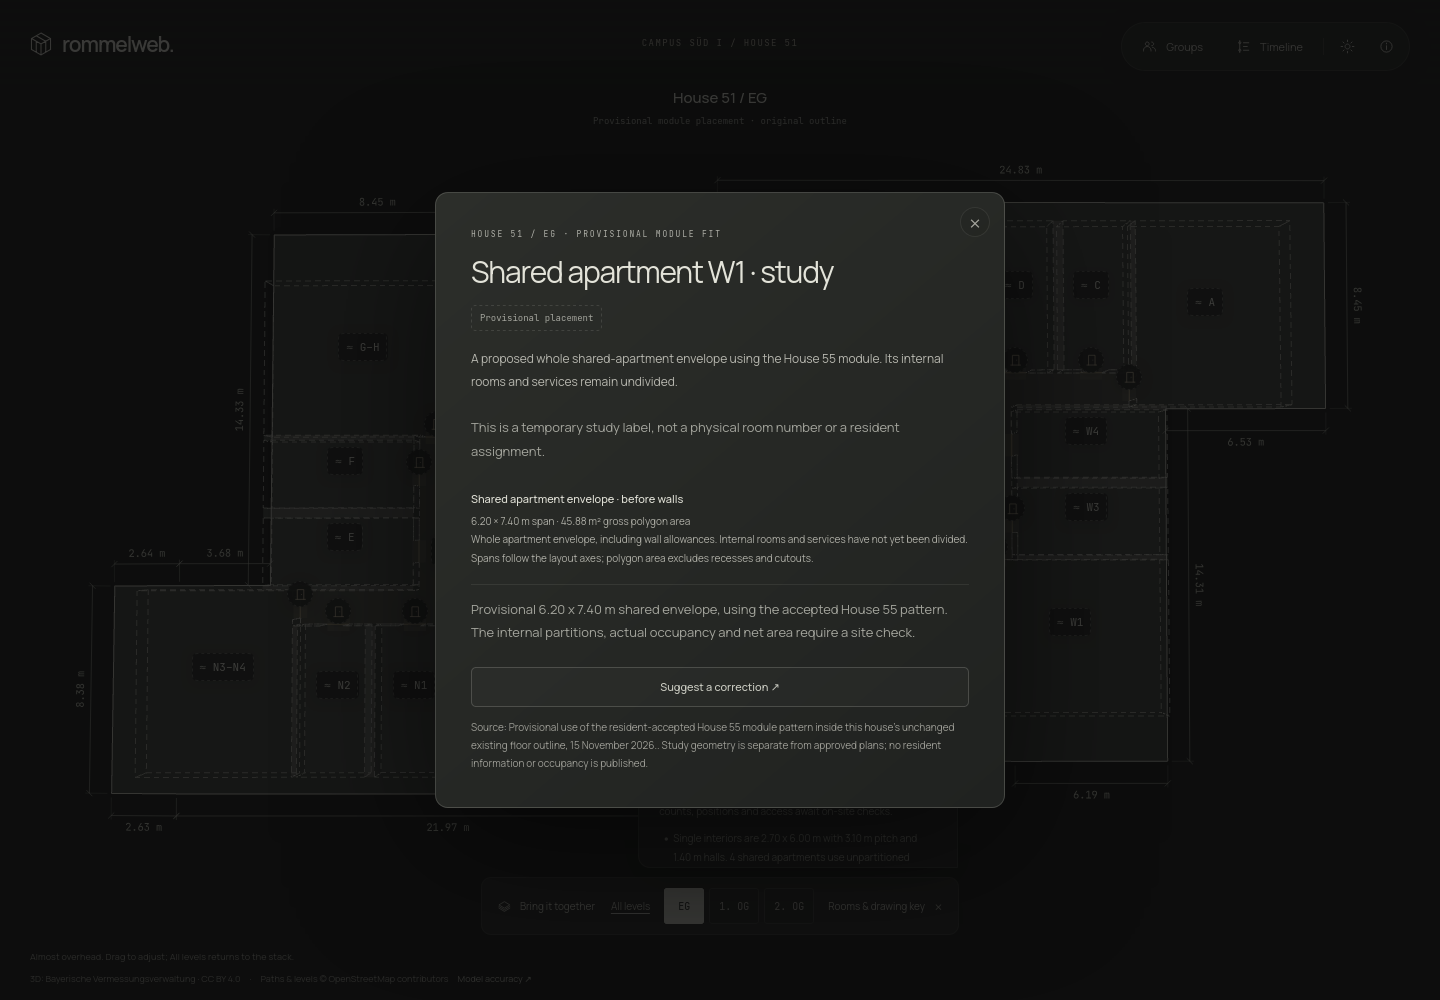 rommelweb.
CAMPUS SÜD I / HOUSE 51
Groups
Timeline
House 51 / EG
Provisional module placement · original outline
24.83 m
8.45 m
8.45 m
14.33 m
6.53 m
≈ G–H
≈ F
≈ E
≈ D
≈ C
≈ A
≈ W4
≈ W3
≈ W1
14.31 m
2.64 m
3.68 m
≈ N3–N4
≈ N2
≈ N1
8.38 m
6.19 m
2.63 m
21.97 m
HOUSE 51 / EG · PROVISIONAL MODULE FIT
×
Shared apartment W1 · study
Provisional placement
A proposed whole shared-apartment envelope using the House 55 module. Its internal
rooms and services remain undivided.
This is a temporary study label, not a physical room number or a resident
assignment.
Shared apartment envelope · before walls
6.20 × 7.40 m span · 45.88 m² gross polygon area
Whole apartment envelope, including wall allowances. Internal rooms and services have not yet been divided.
Spans follow the layout axes; polygon area excludes recesses and cutouts.
Provisional 6.20 x 7.40 m shared envelope, using the accepted House 55 pattern.
The internal partitions, actual occupancy and net area require a site check.
Suggest a correction ↗
Source: Provisional use of the resident-accepted House 55 module pattern inside this house's unchanged
existing floor outline, 15 November 2026.. Study geometry is separate from approved plans; no resident
information or occupancy is published.
counts, positions and access await on-site checks
• Single interiors are 2.70 x 6.00 m with 3.10 m pitch and
1.40 m halls. 4 shared apartments use unpartitioned
Bring it together
All levels
EG
1. OG
2. OG
Rooms & drawing key
×
Almost overhead. Drag to adjust. All levels returns to the stack.
3D: Bayerische Vermessungsverwaltung · CC BY 4.0
Paths & levels © OpenStreetMap contributors
Model accuracy ↗